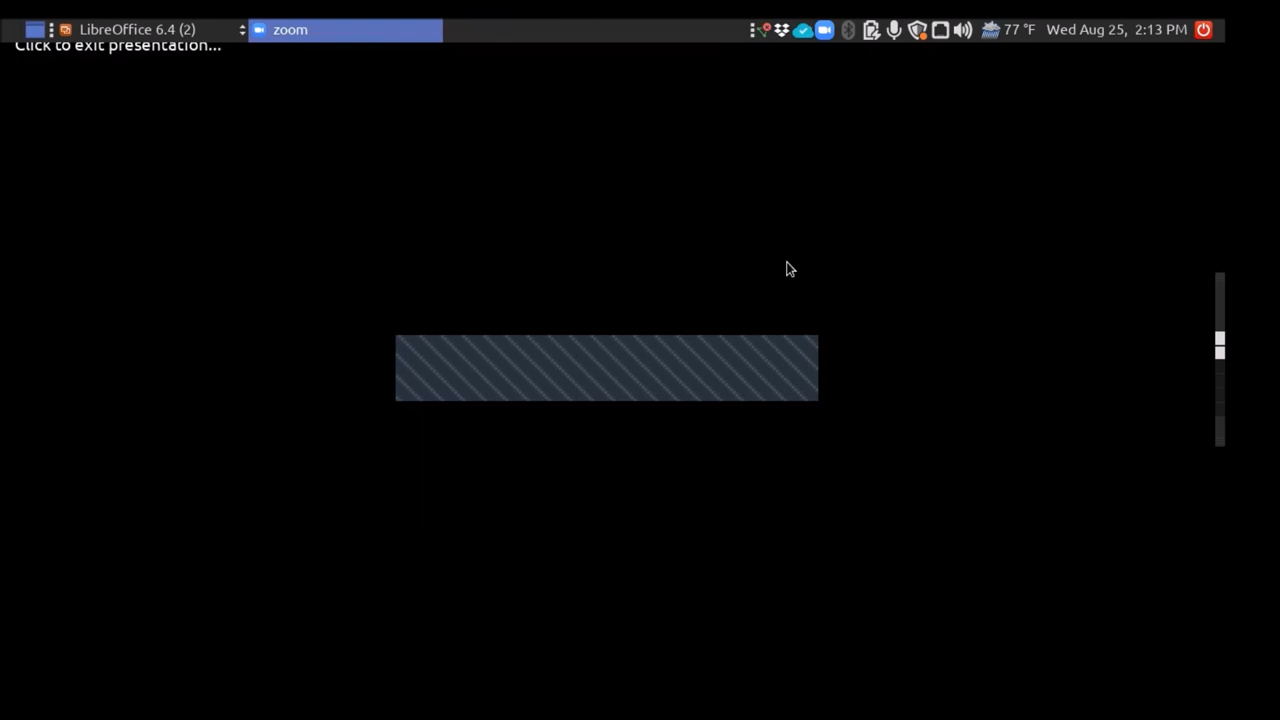 LibreOffice 6.4 (2) zoom 77 °F Wed Aug 25, 2:13 PM
Click to exit presentation...